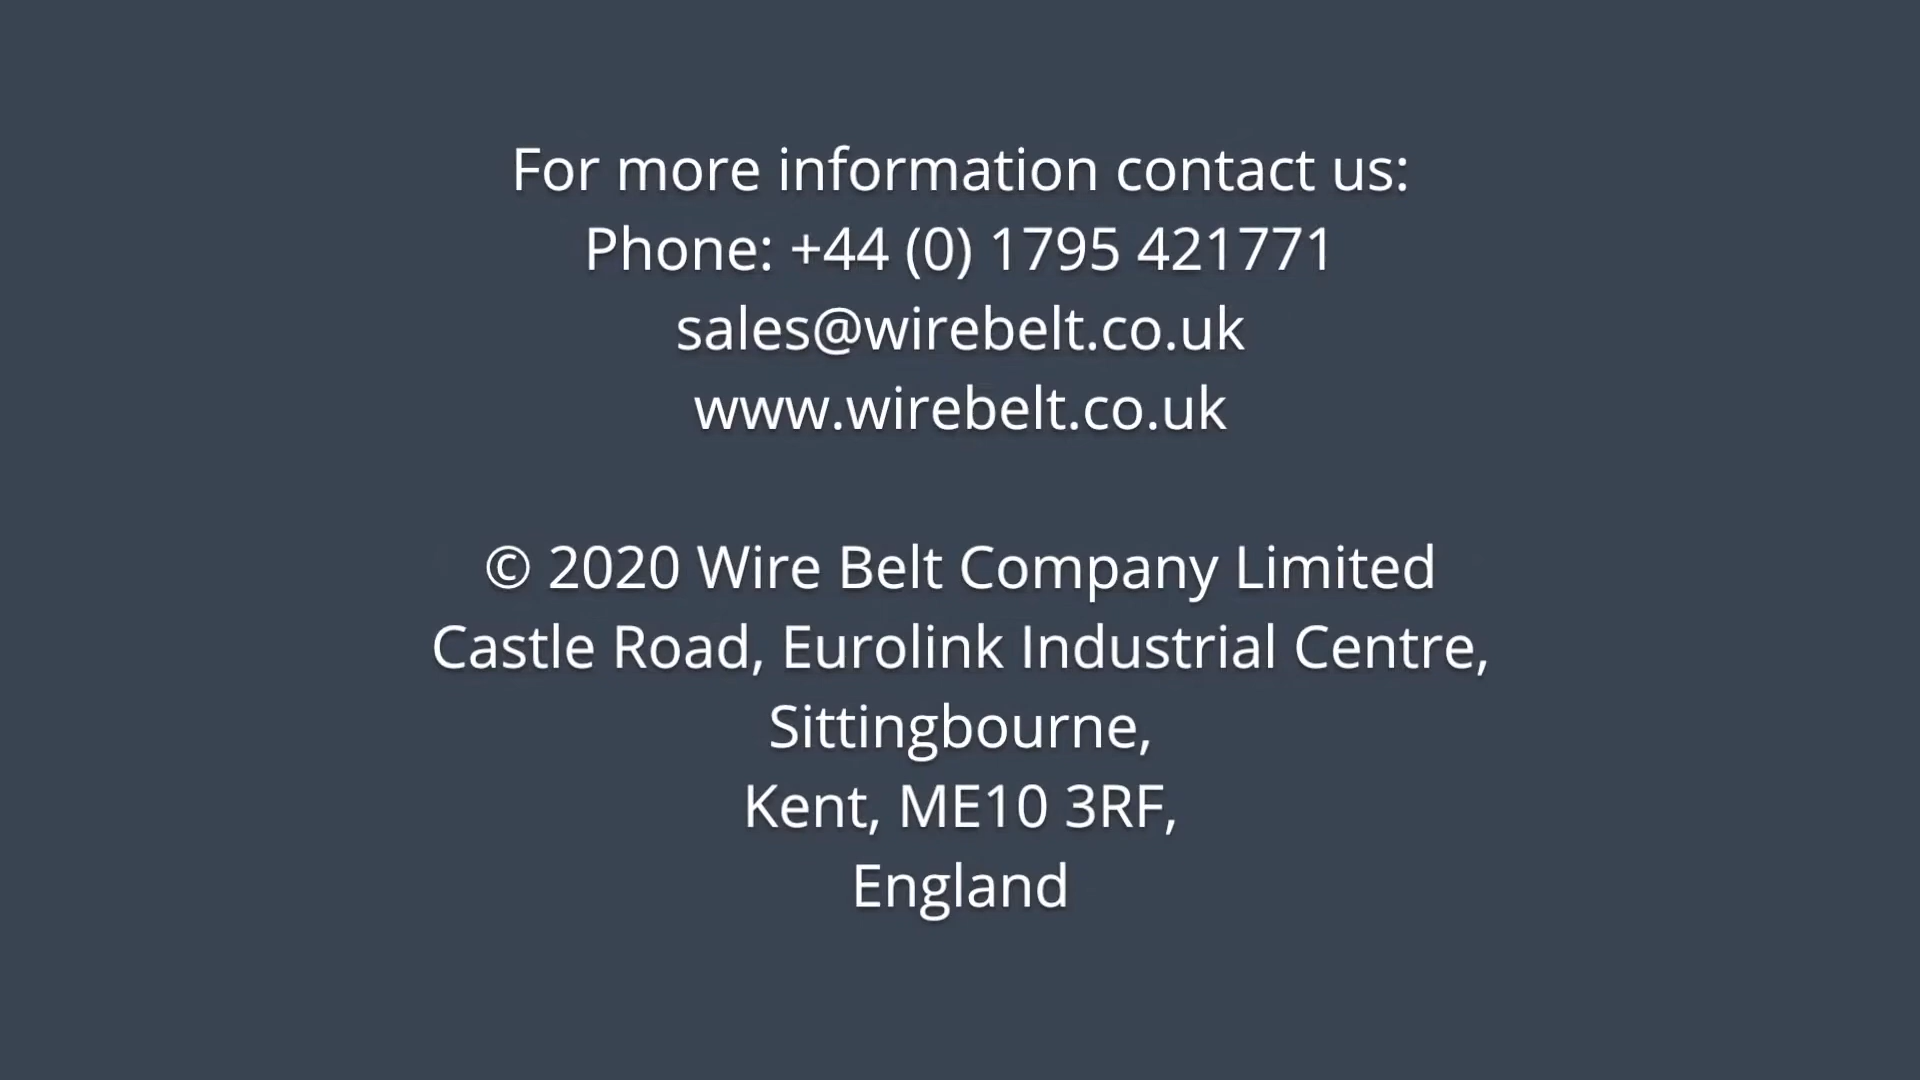 For more information contact us:
Phone: +44 (0) 1795 421771
sales@wirebelt.co.uk
www.wirebelt.co.uk
© 2020 Wire Belt Company Limited
Castle Road, Eurolink Industrial Centre,
Sittingbourne,
Kent, ME10 3RF,
England